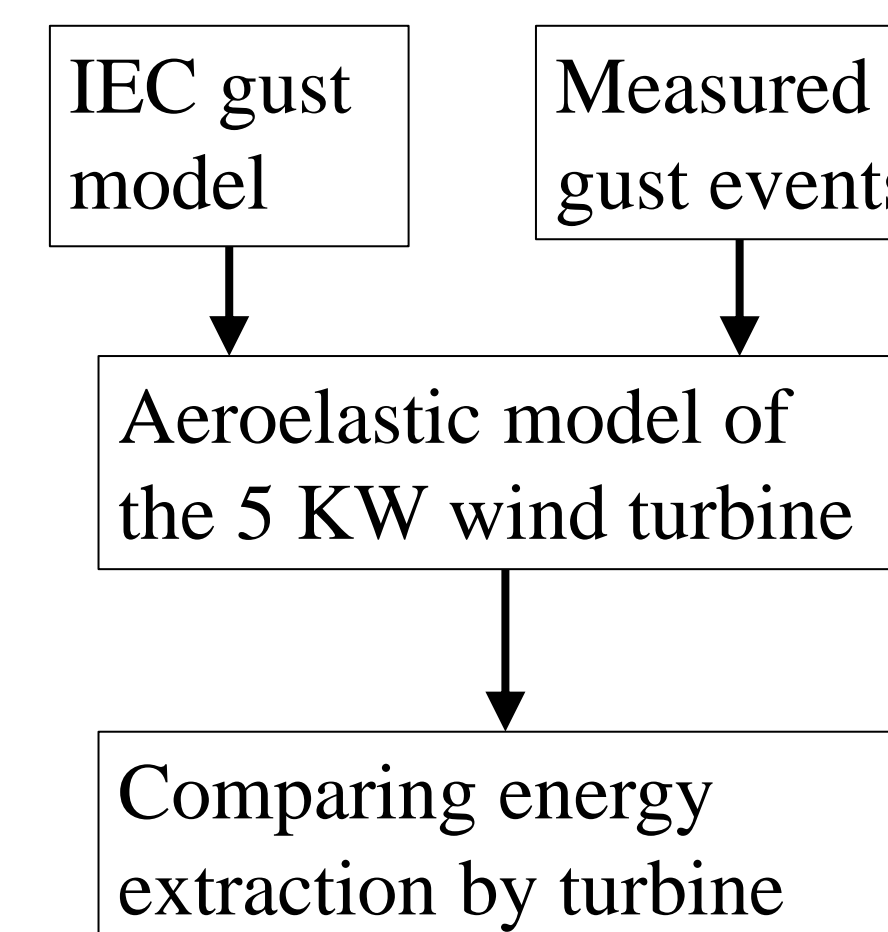 IEC gust
model
Measured
gust events
Aeroelastic model of
the 5 KW wind turbine
Comparing energy
extraction by turbine